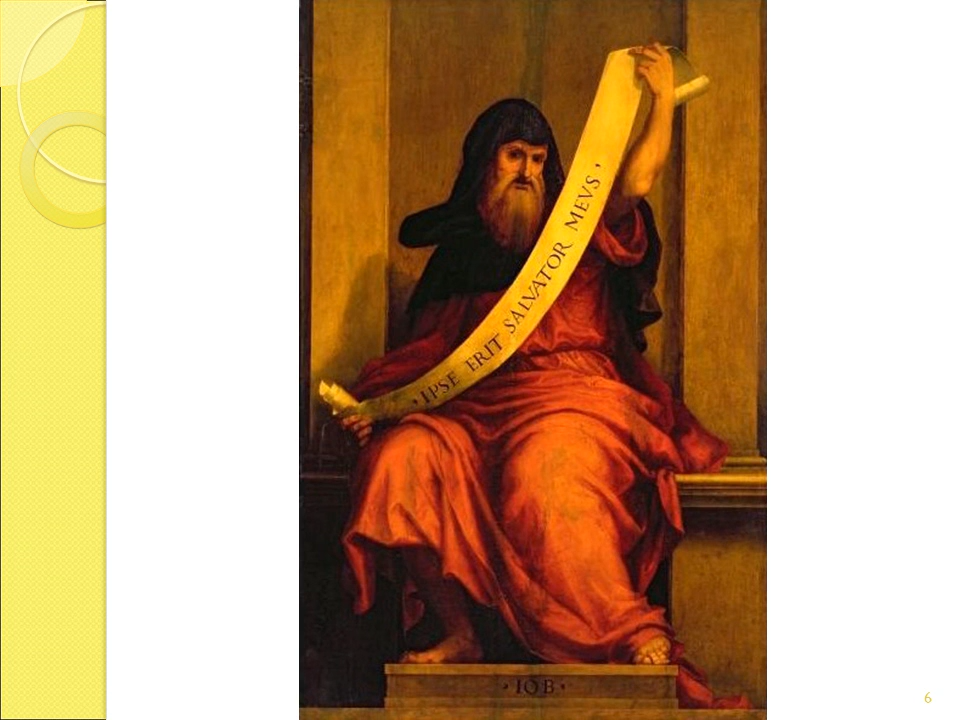 , IPSE ERIT SALVATOR MEVS ,
· IOB ·
6